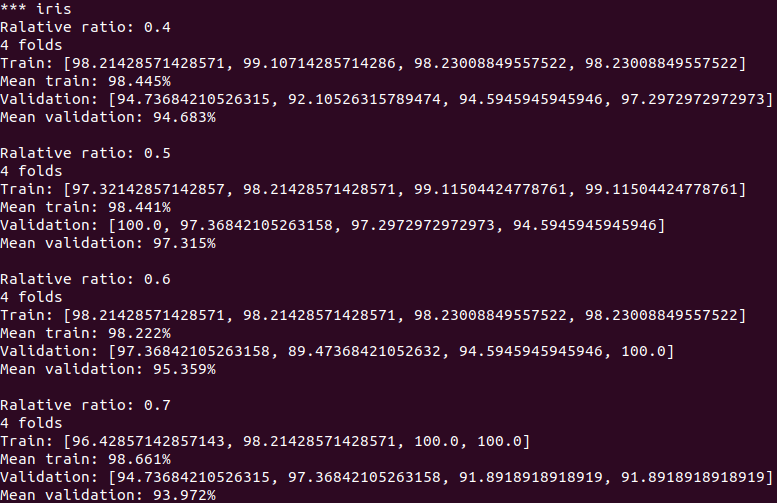 *** iris
Ralative ratio: 0.4
4 folds
Train: [98.21428571428571, 99.10714285714286, 98.23008849557522, 98.23008849557522]
Mean train: 98.445%
Validation: [94.73684210526315, 92.10526315789474, 94.5945945945946, 97.2972972972973]
Mean validation: 94.683%

Ralative ratio: 0.5
4 folds
Train: [97.32142857142857, 98.21428571428571, 99.11504424778761, 99.11504424778761]
Mean train: 98.441%
Validation: [100.0, 97.36842105263158, 97.2972972972973, 94.5945945945946]
Mean validation: 97.315%

Ralative ratio: 0.6
4 folds
Train: [98.21428571428571, 98.21428571428571, 98.23008849557522, 98.23008849557522]
Mean train: 98.222%
Validation: [97.36842105263158, 89.47368421052632, 94.5945945945946, 100.0]
Mean validation: 95.359%

Ralative ratio: 0.7
4 folds
Train: [96.42857142857143, 98.21428571428571, 100.0, 100.0]
Mean train: 98.661%
Validation: [94.73684210526315, 97.36842105263158, 91.8918918918919, 91.8918918918919]
Mean validation: 93.972%